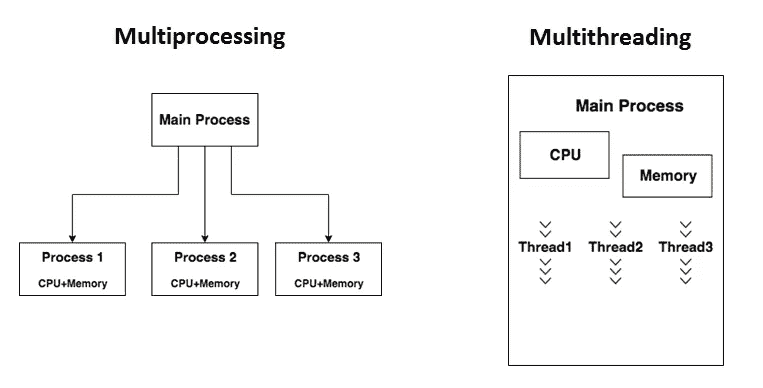 Multiprocessing
Main Process
Process 1
CPU+Memory
Process 2
CPU+Memory
Process 3
CPU+Memory
Multithreading
Main Process
CPU
Memory
Thread1
Thread2
Thread3